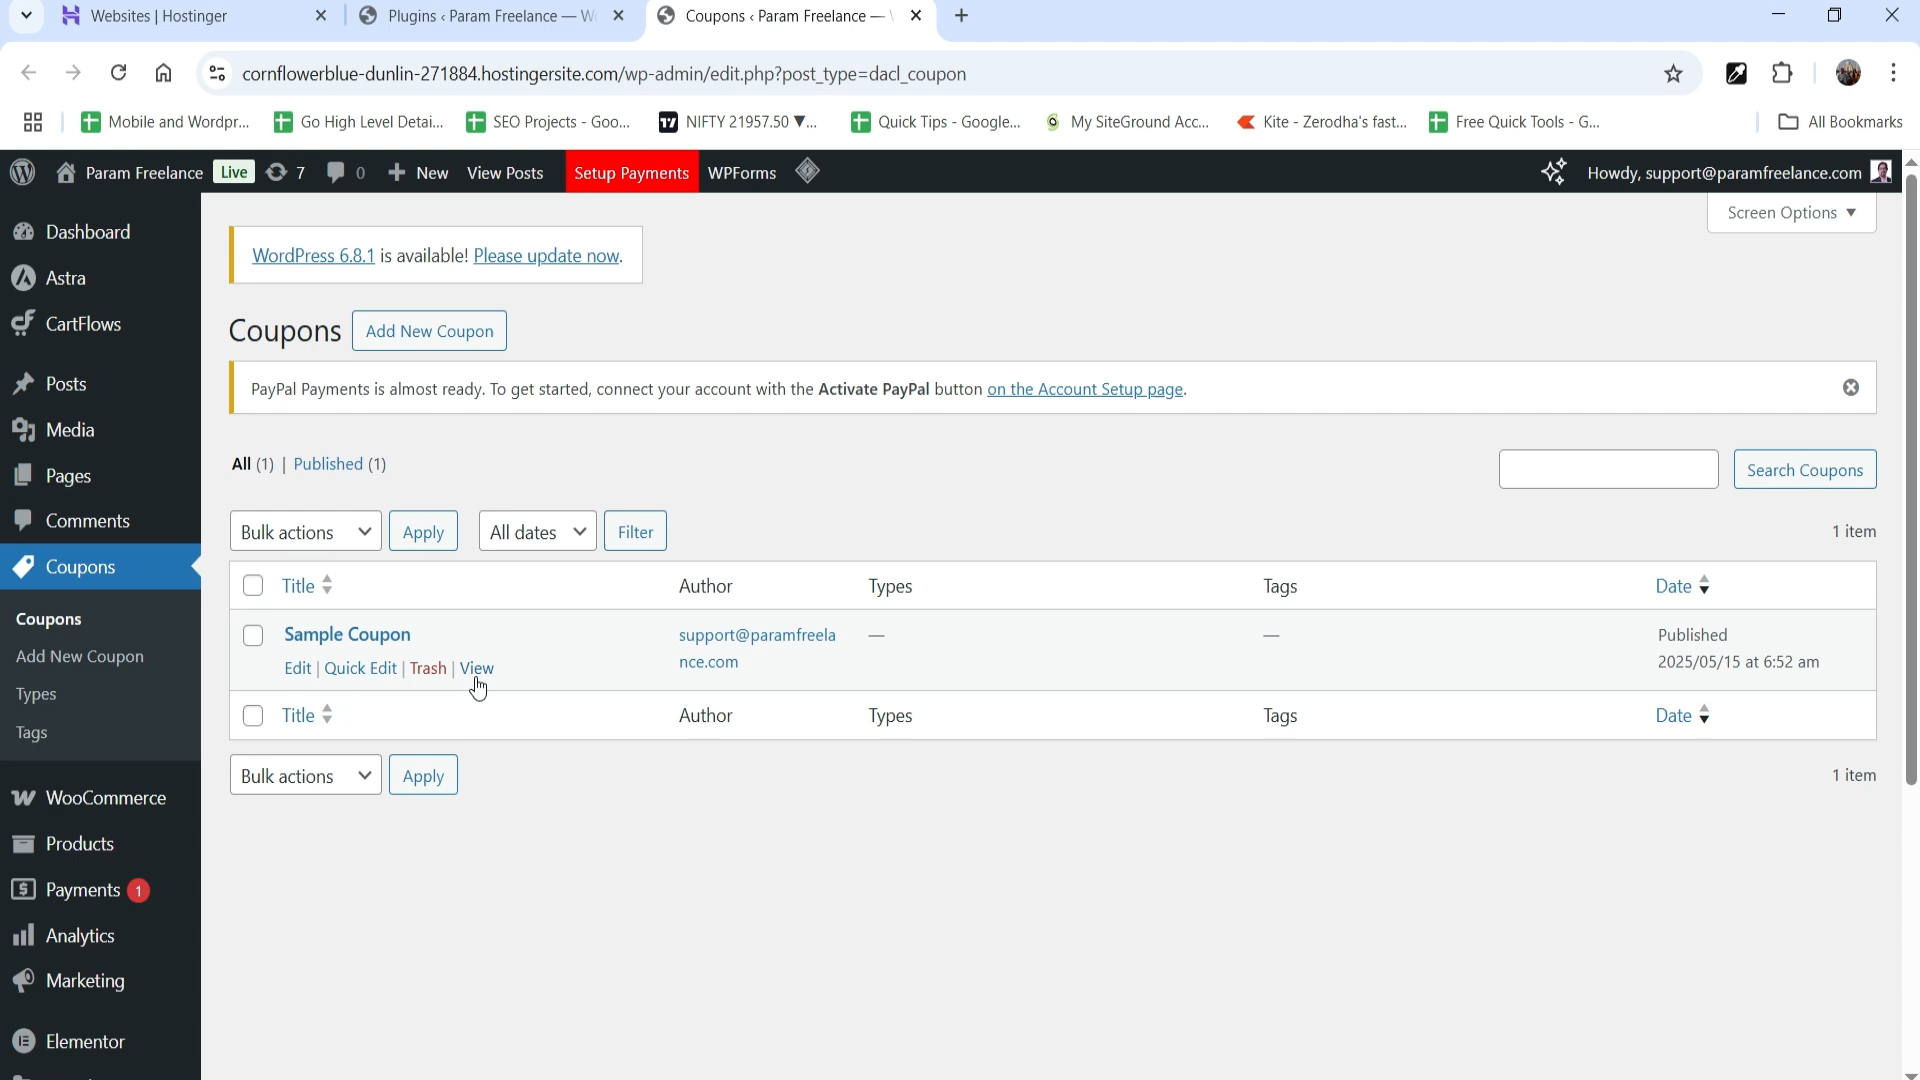 Websites | Hostinger
Plugins ‹ Param Freelance — W
Coupons ‹ Param Freelance —
cornflowerblue-dunlin-271884.hostingersite.com/wp-admin/edit.php?post_type=dacl_coupon
Mobile and Wordpr...
Go High Level Detai...
SEO Projects - Goo...
NIFTY 21957.50 ▼...
Quick Tips - Google...
My SiteGround Acc...
Kite - Zerodha's fast...
Free Quick Tools - G...
All Bookmarks
Param Freelance Live 7 0 + New View Posts Setup Payments WPForms
Howdy, support@paramfreelance.com
Screen Options ▼
Dashboard
Astra
CartFlows
Posts
Media
Pages
Comments
Coupons
Coupons
Add New Coupon
Types
Tags
WooCommerce
Products
Payments 1
Analytics
Marketing
Elementor
WordPress 6.8.1 is available! Please update now.
Coupons Add New Coupon
PayPal Payments is almost ready. To get started, connect your account with the Activate PayPal button on the Account Setup page.
All (1) | Published (1)
Search Coupons
Bulk actions Apply All dates Filter
1 item
Title Author Types Tags Date
Sample Coupon support@paramfreela — — Published
Edit | Quick Edit | Trash | View nce.com 2025/05/15 at 6:52 am
Title Author Types Tags Date
Bulk actions Apply
1 item